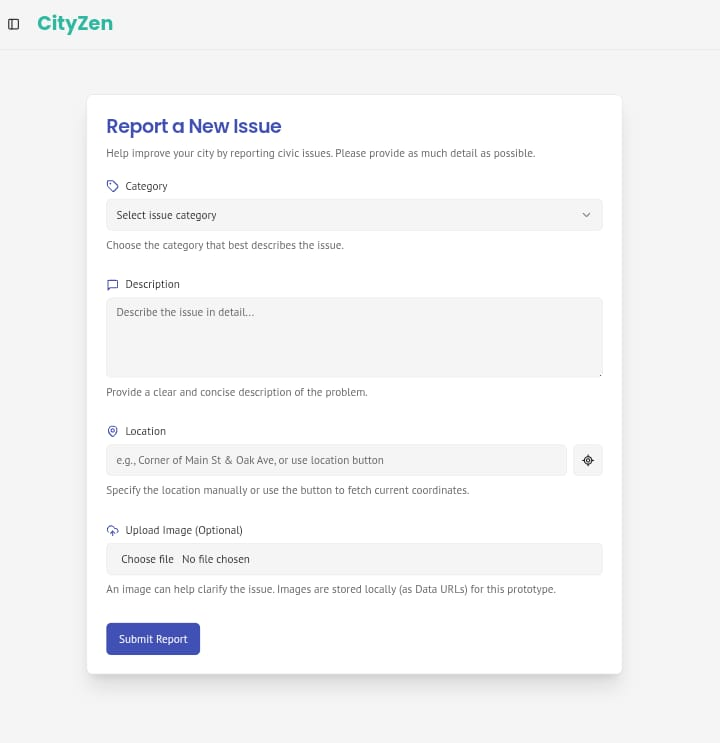 CityZen
Report a New Issue
Help improve your city by reporting civic issues. Please provide as much detail as possible.
Category
Select issue category
Choose the category that best describes the issue.
Description
Describe the issue in detail...
Provide a clear and concise description of the problem.
Location
e.g., Corner of Main St & Oak Ave, or use location button
Specify the location manually or use the button to fetch current coordinates.
Upload Image (Optional)
Choose file No file chosen
An image can help clarify the issue. Images are stored locally (as Data URLs) for this prototype.
Submit Report